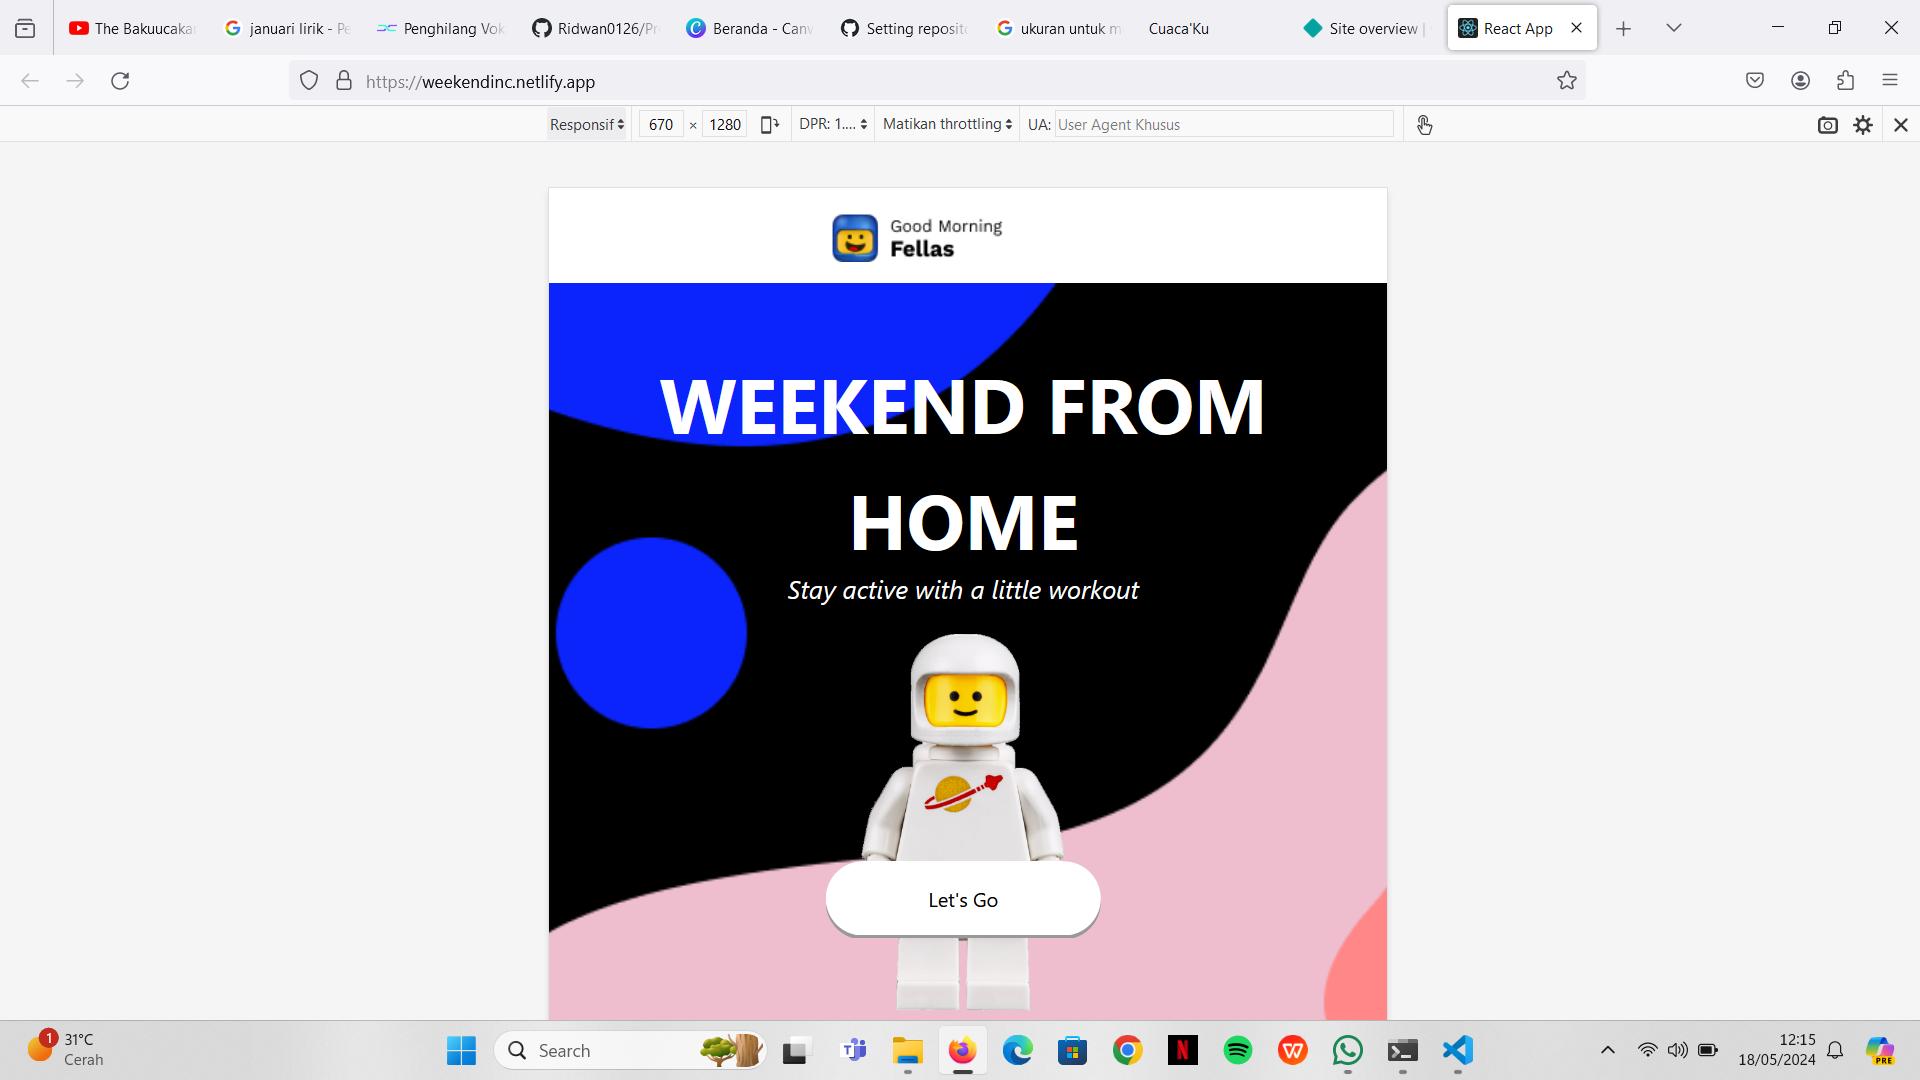 The Bakuucaka
januari lirik - Pe
Penghilang Vok
Ridwan0126/Pr
Beranda - Canv
Setting reposito
ukuran untuk m
Cuaca'Ku
Site overview |
React App
https://weekendinc.netlify.app
Responsif
670 × 1280
DPR: 1....
Matikan throttling
UA: User Agent Khusus
Good Morning
Fellas
WEEKEND FROM
HOME
Stay active with a little workout
Let's Go
1
31°C
Cerah
Search
12:15
18/05/2024
PRE